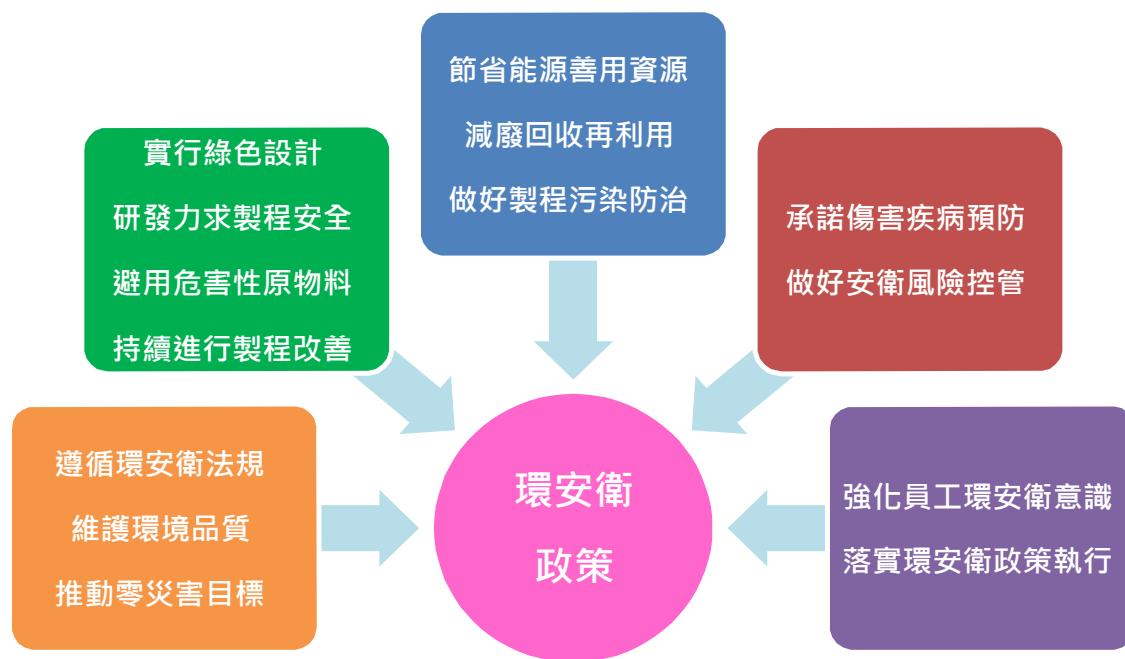 節省能源善用資源
減廢回收再利用
做好製程污染防治
實行綠色設計
研發力求製程安全
避用危害性原物料
持續進行製程改善
承諾傷害疾病預防
做好安衛風險控管
遵循環安衛法規
維護環境品質
推動零災害目標
環安衛
政策
強化員工環安衛意識
落實環安衛政策執行